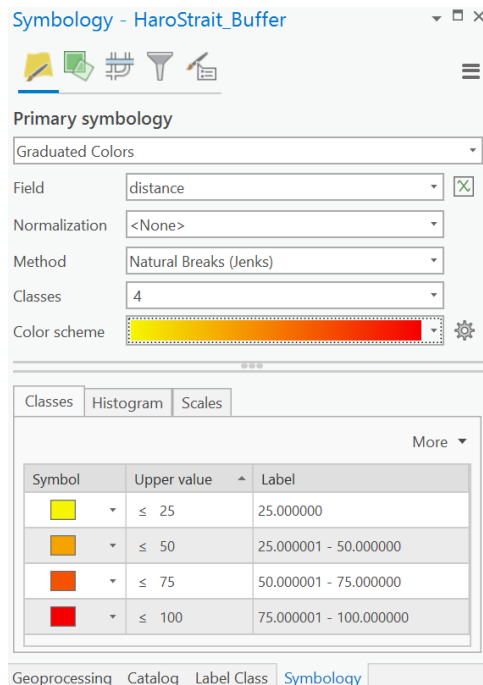 Symbology - HaroStrait_Buffer
Primary symbology
Graduated Colors
Field distance
Normalization <None>
Method Natural Breaks (Jenks)
Classes 4
Color scheme
Classes Histogram Scales
More
Symbol Upper value Label
≤ 25 25.000000
≤ 50 25.000001 - 50.000000
≤ 75 50.000001 - 75.000000
≤ 100 75.000001 - 100.000000
Geoprocessing Catalog Label Class Symbology